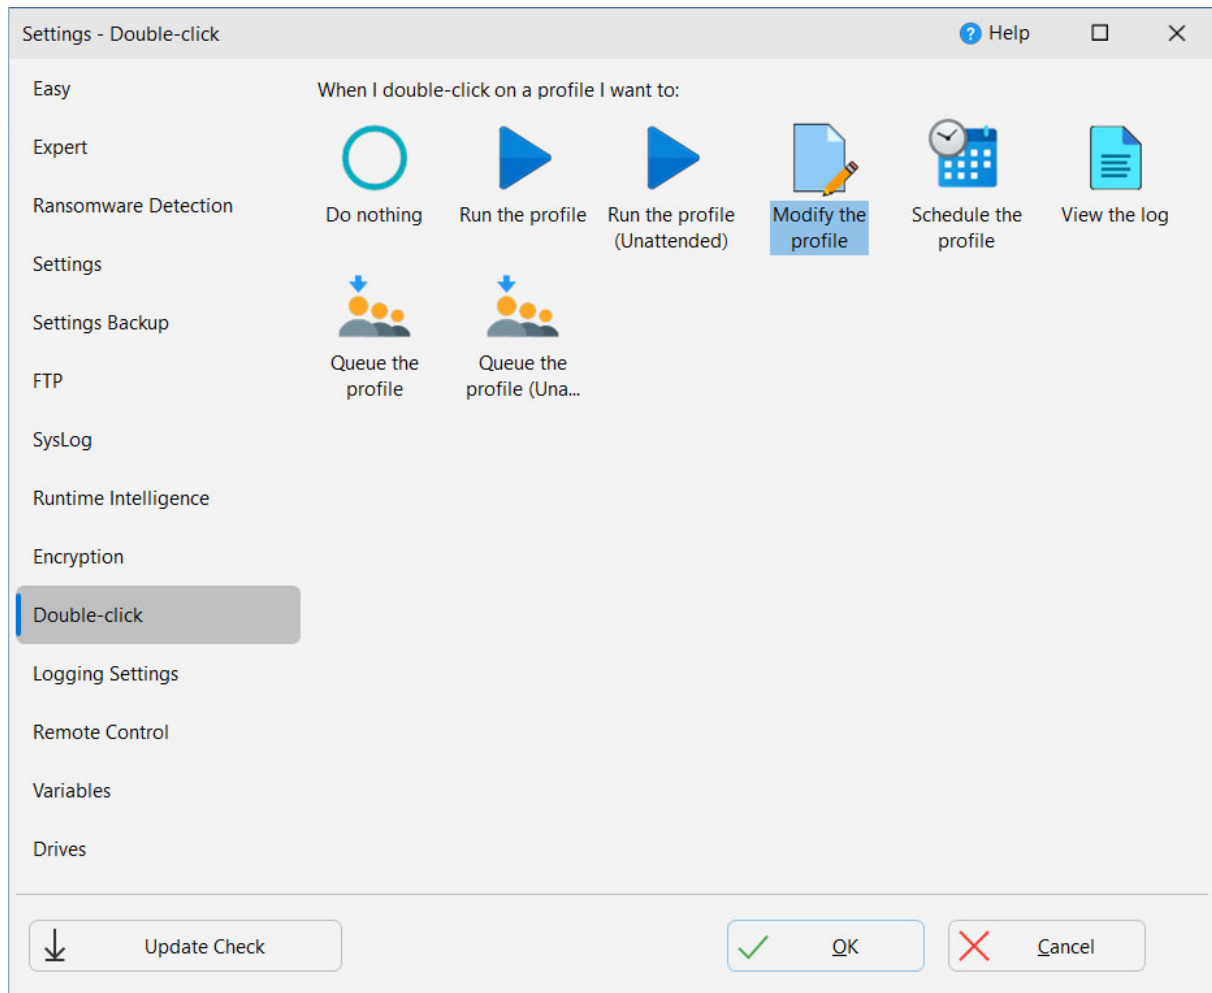 Settings - Double-click
? Help
Easy
Expert
Ransomware Detection
Settings
Settings Backup
FTP
SysLog
Runtime Intelligence
Encryption
Double-click
Logging Settings
Remote Control
Variables
Drives
When I double-click on a profile I want to:
Do nothing
Run the profile
Run the profile
(Unattended)
Modify the
profile
Schedule the
profile
View the log
Queue the
profile
Queue the
profile (Una...
Update Check
OK
Cancel